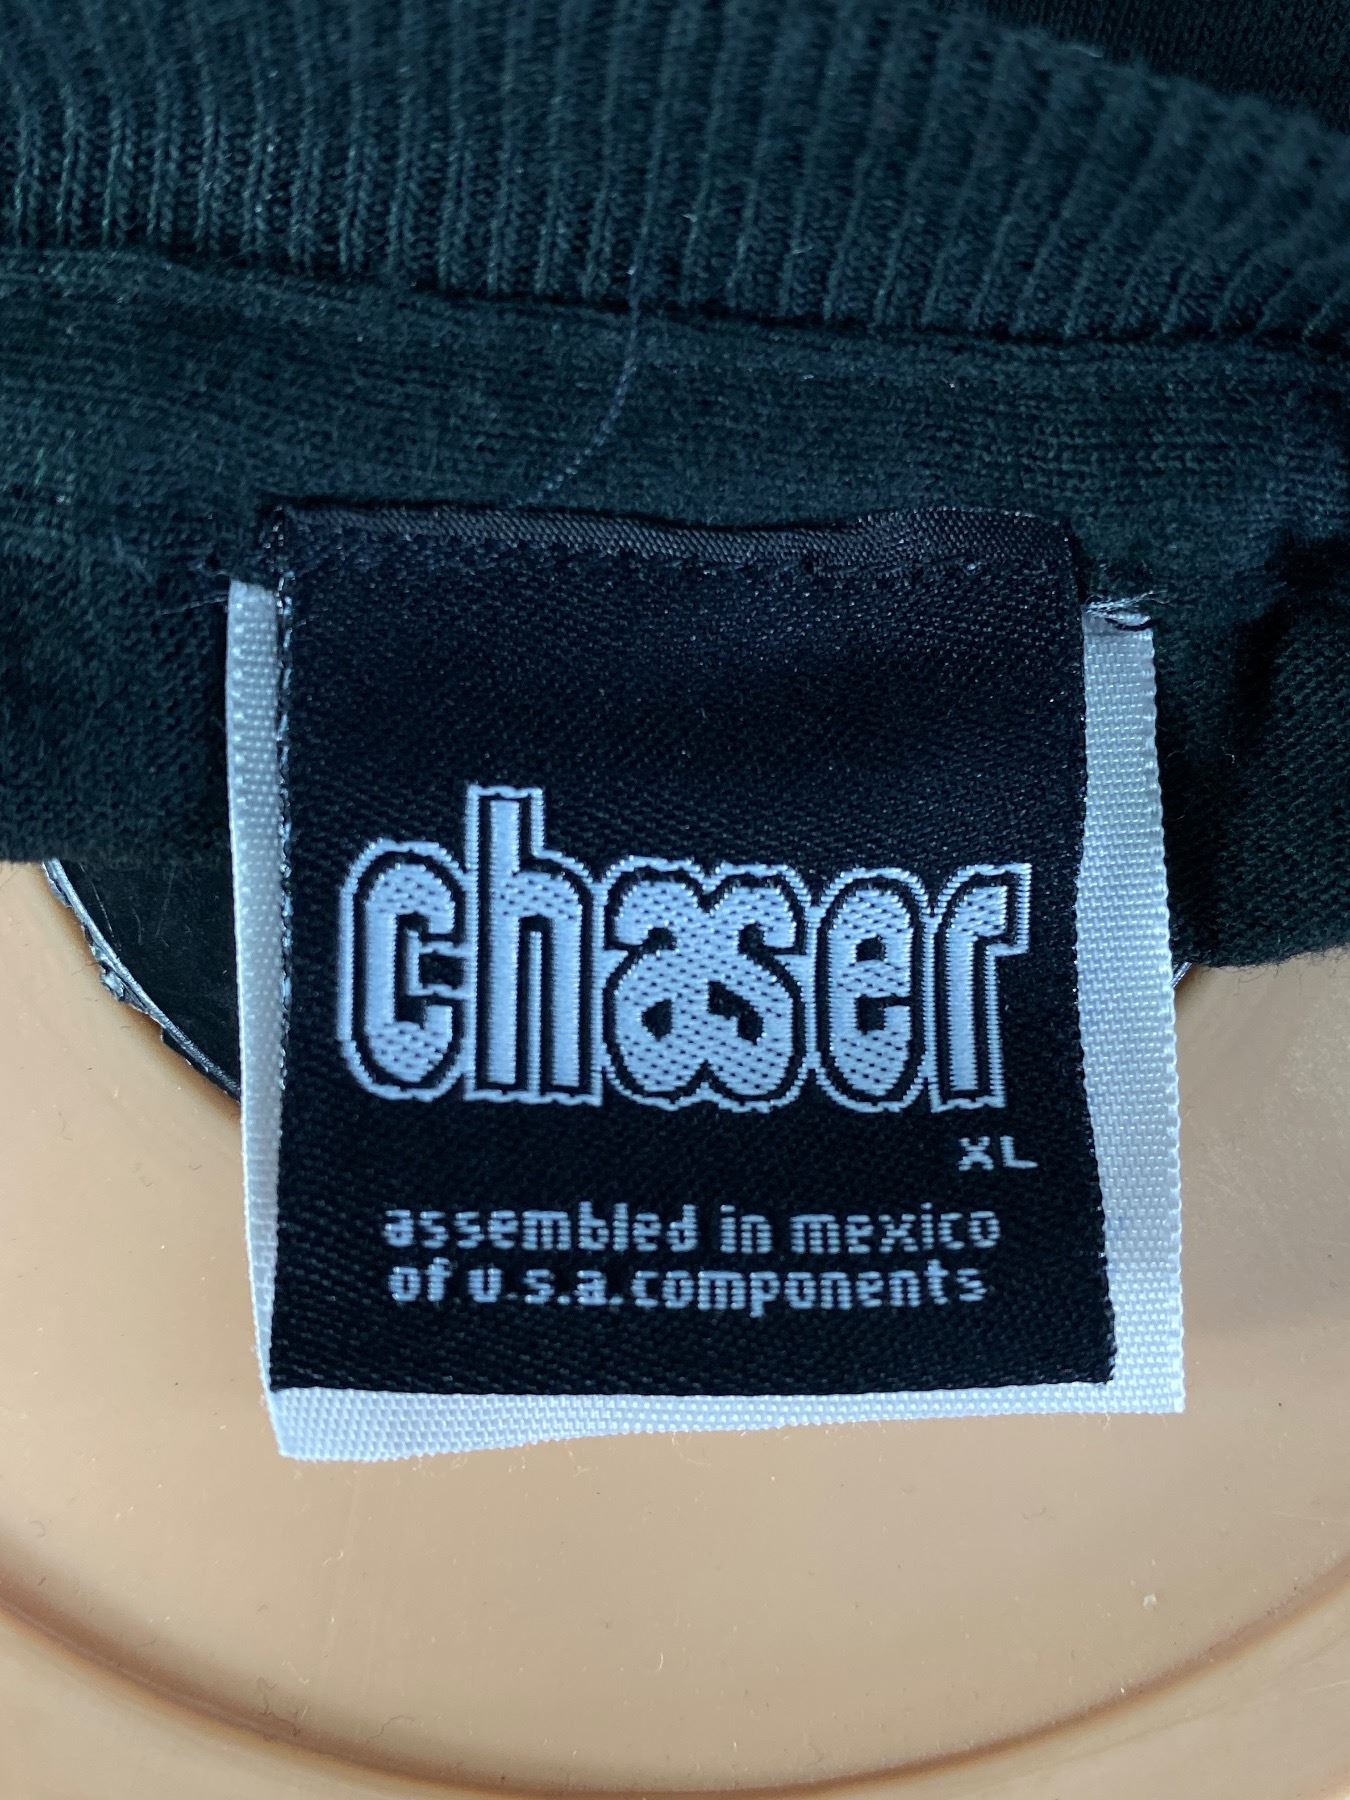 chaser
XL
assembled in mexico
of u.s.a. components